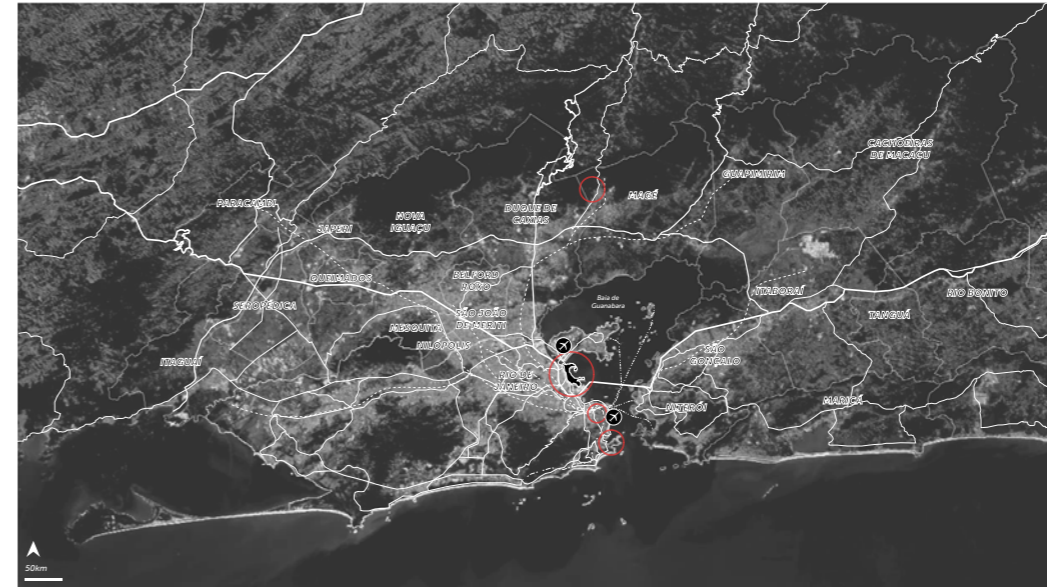 CACHOEIRAS
DE MACACU
GUAPIMIRIM
MAGÉ
PARACAMBI
DUQUE DE
CAXIAS
NOVA
IGUAÇU
JAPERI
QUEIMADOS
BELFORD
ROXO
ITABORAÍ
RIO BONITO
SEROPÉDICA
Baia de
Guanabara
SÃO JOÃO
DE MERITI
TANGUÁ
MESQUITA
NILÓPOLIS
SÃO
GONÇALO
ITAGUAÍ
RIO DE
JANEIRO
NITERÓI
MARICÁ
50km